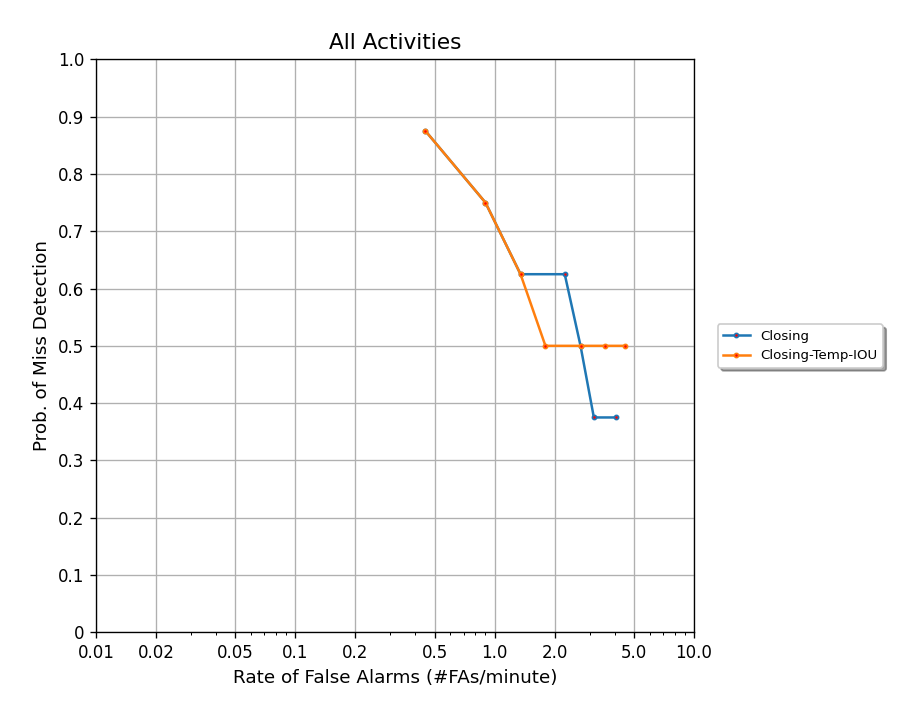 All Activities
1.0
0.9
0.8
0.7
0.6
0.5
0.4
0.3
0.2
0.1
0
Prob. of Miss Detection
0.01 0.02 0.05 0.1 0.2 0.5 1.0 2.0 5.0 10.0
Rate of False Alarms (#FAs/minute)
Closing
Closing-Temp-IOU